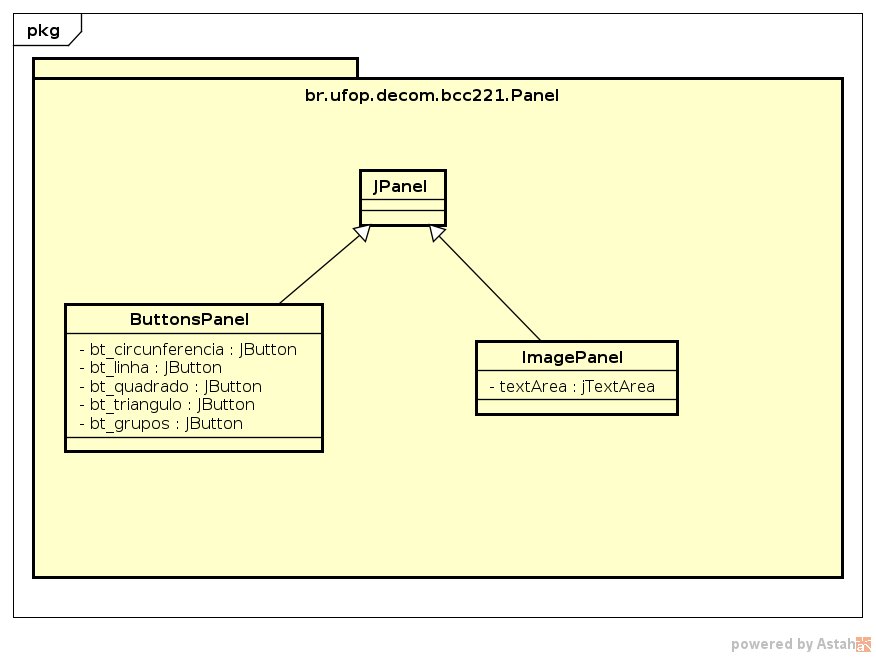 pkg
br.ufop.decom.bcc221.Panel
JPanel
ButtonsPanel
- bt_circunferencia : JButton
- bt_linha : JButton
- bt_quadrado : JButton
- bt_triangulo : JButton
- bt_grupos : JButton
ImagePanel
- textArea : jTextArea
powered by Astah